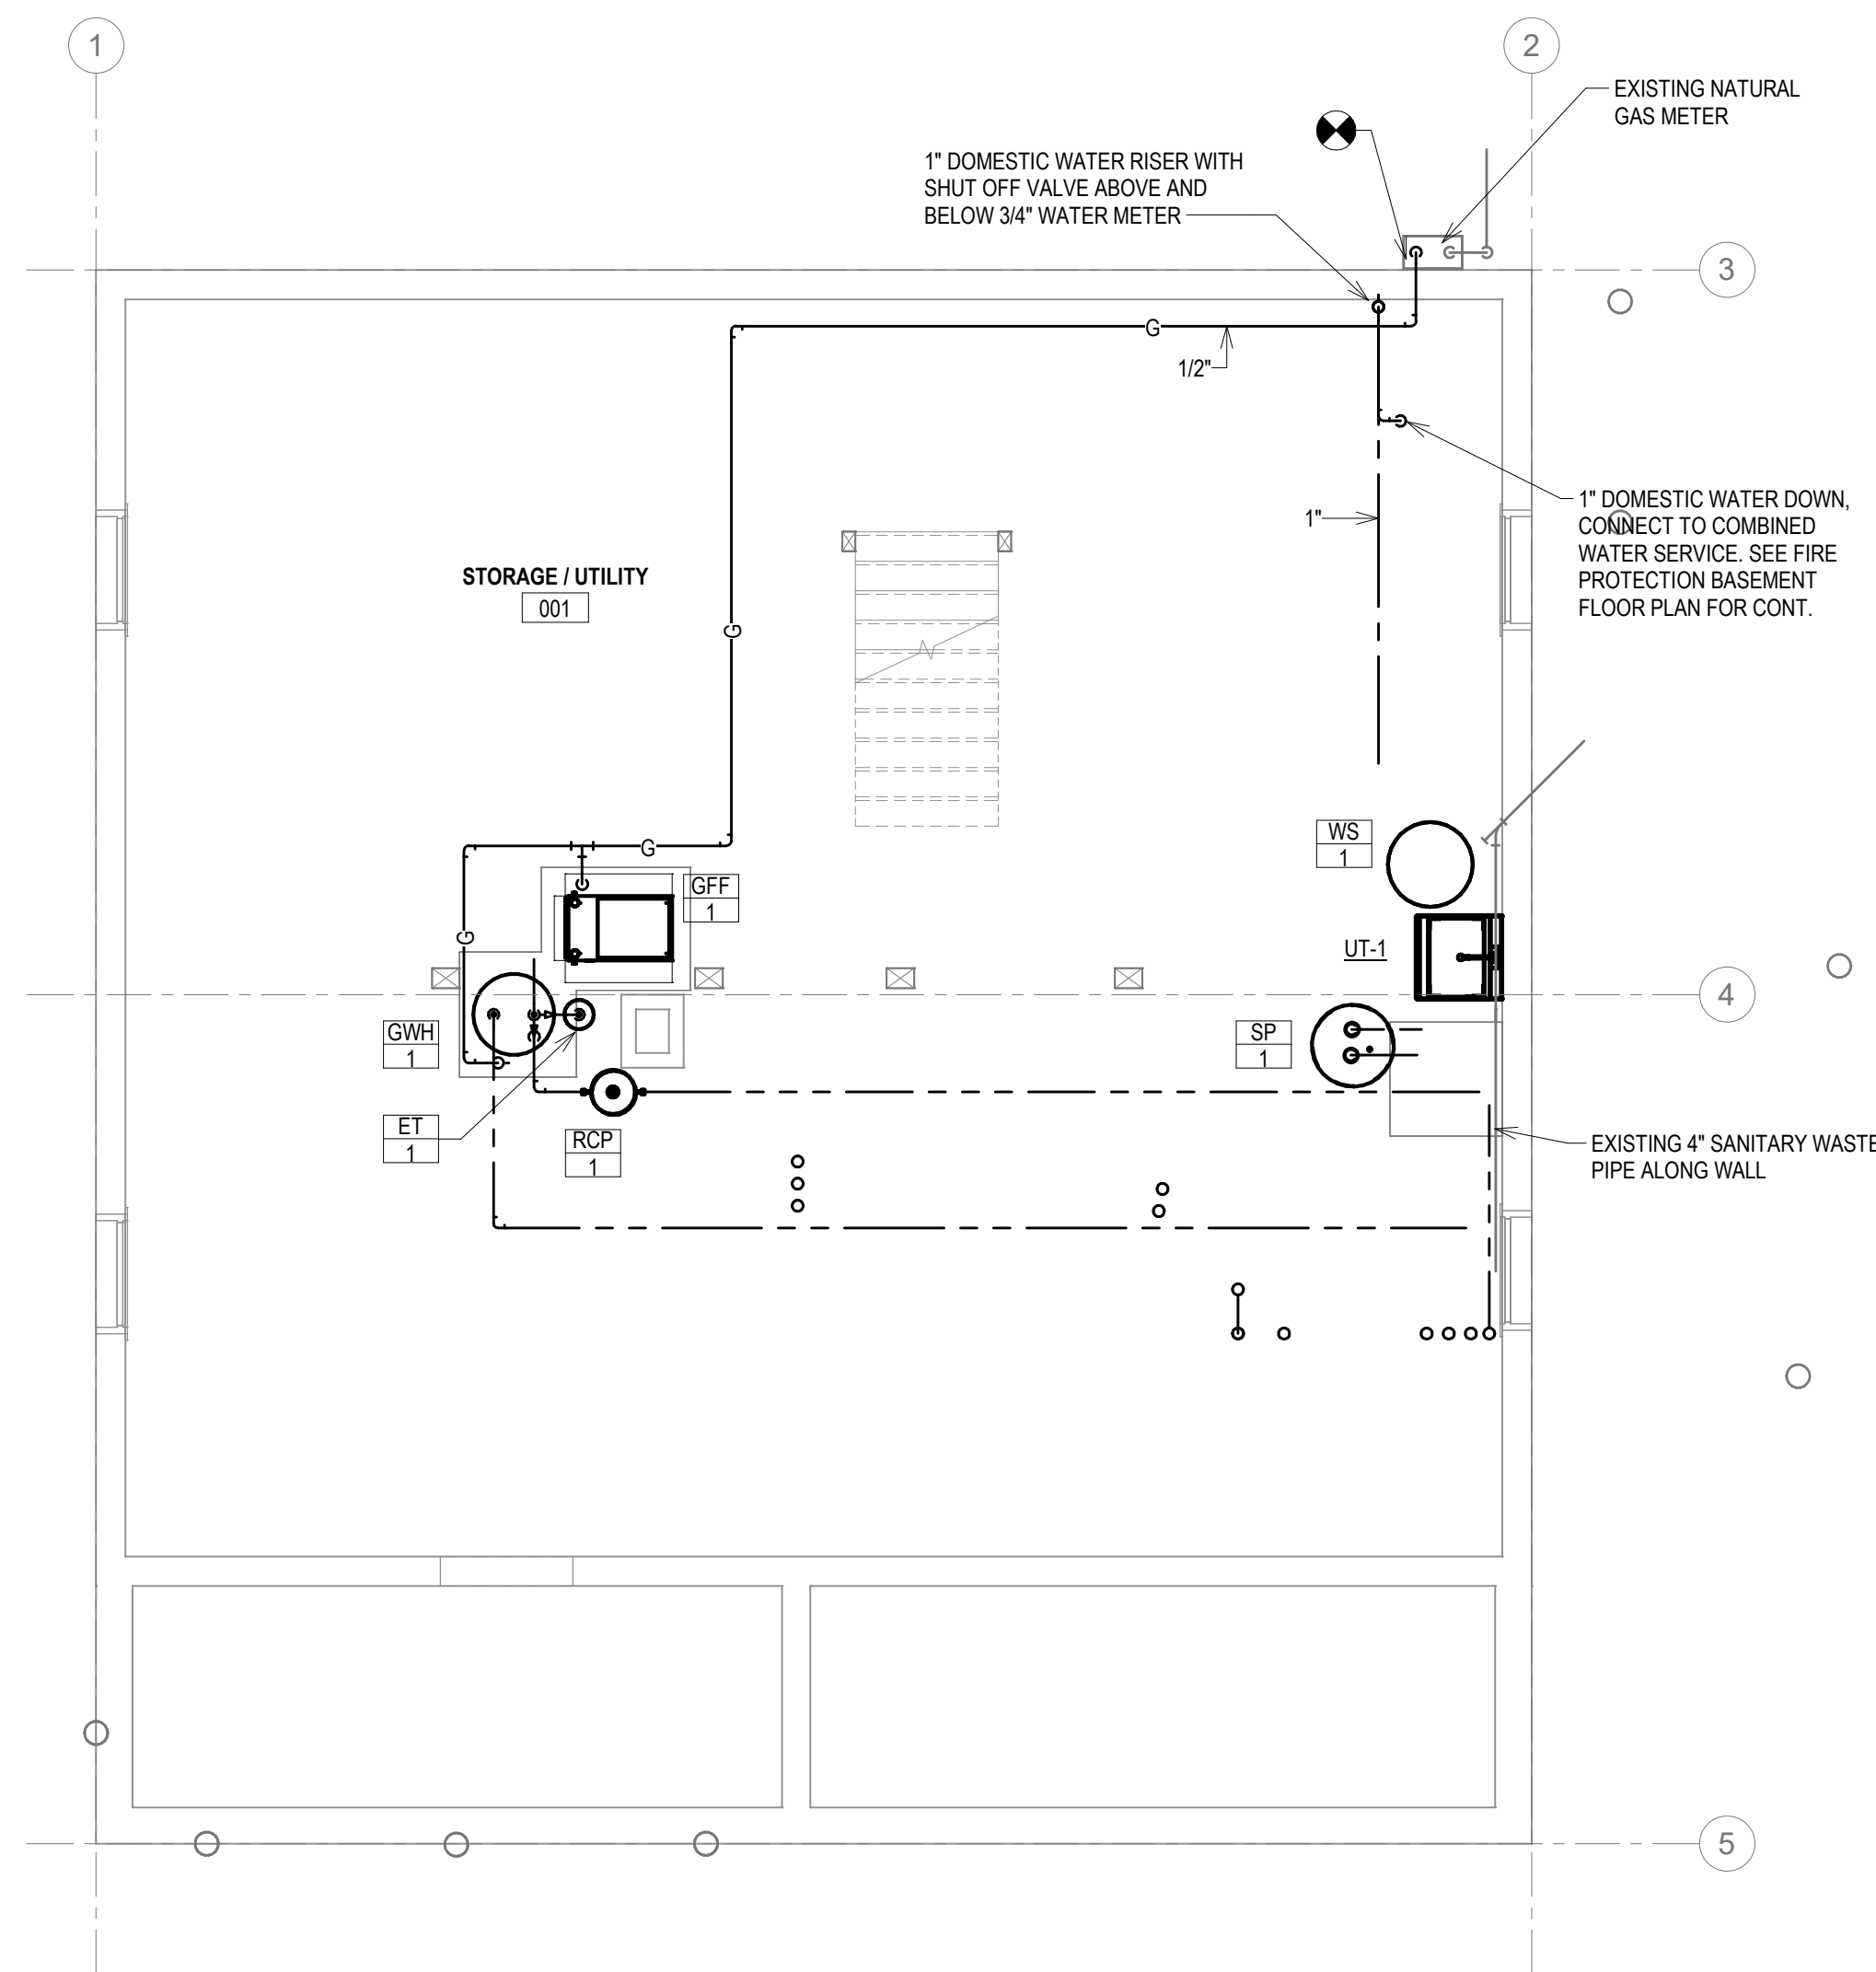 1
2
EXISTING NATURAL
GAS METER
1" DOMESTIC WATER RISER WITH
SHUT OFF VALVE ABOVE AND
BELOW 3/4" WATER METER
3
G
1/2"
1" DOMESTIC WATER DOWN,
CONNECT TO COMBINED
WATER SERVICE. SEE FIRE
PROTECTION BASEMENT
FLOOR PLAN FOR CONT.
1"
STORAGE / UTILITY
001
G
WS
1
G
GFF
1
G
UT-1
4
GWH
1
SP
1
ET
1
RCP
1
EXISTING 4" SANITARY WASTE
PIPE ALONG WALL
5